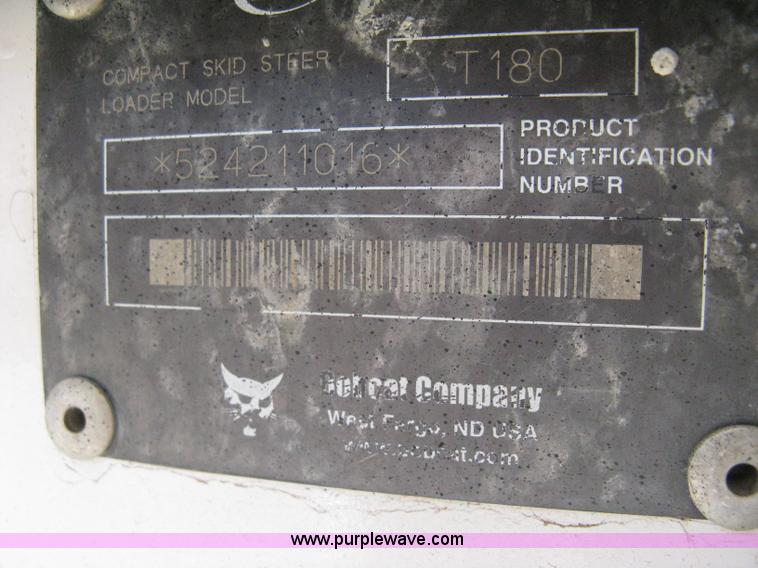 COMPACT SKID STEER
LOADER MODEL
T180
*524211016*
PRODUCT
IDENTIFICATION
NUMBER
Bobcat Company
West Fargo, ND USA
www.bobcat.com
www.purplewave.com